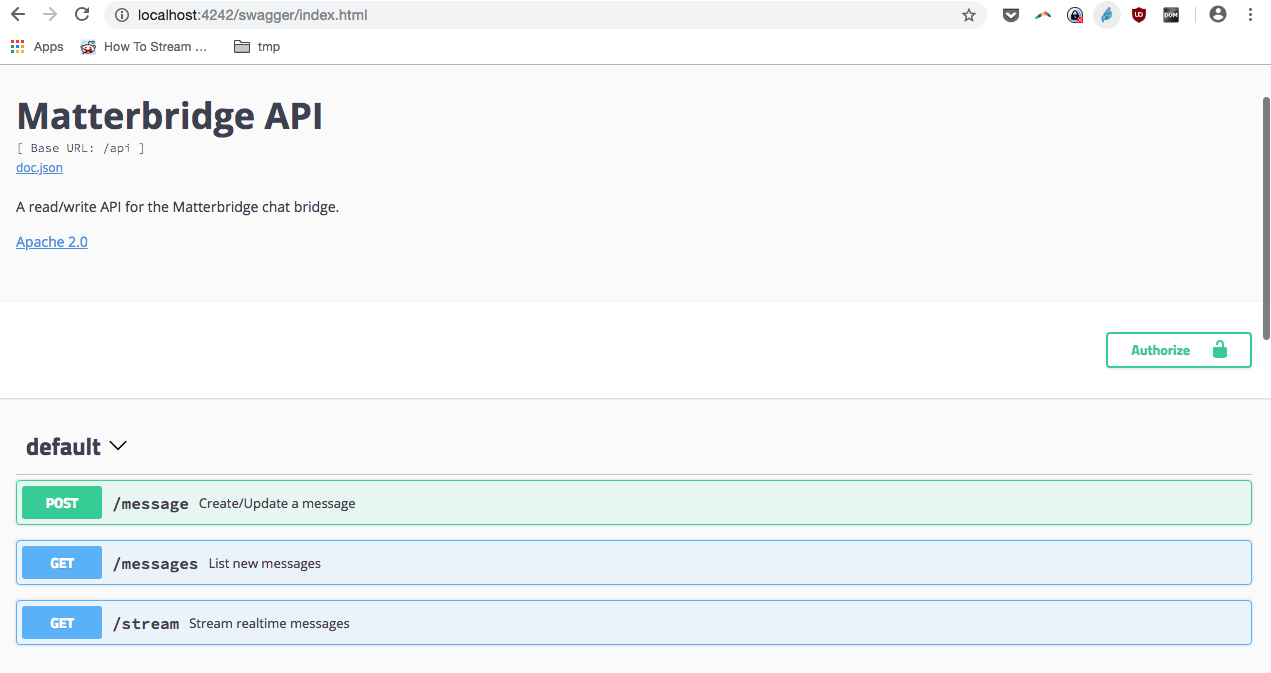 localhost:4242/swagger/index.html
UD
DOM
Apps How To Stream ... tmp
Matterbridge API
[ Base URL: /api ]
doc.json
A read/write API for the Matterbridge chat bridge.
Apache 2.0
Authorize
default
POST /message Create/Update a message
GET /messages List new messages
GET /stream Stream realtime messages